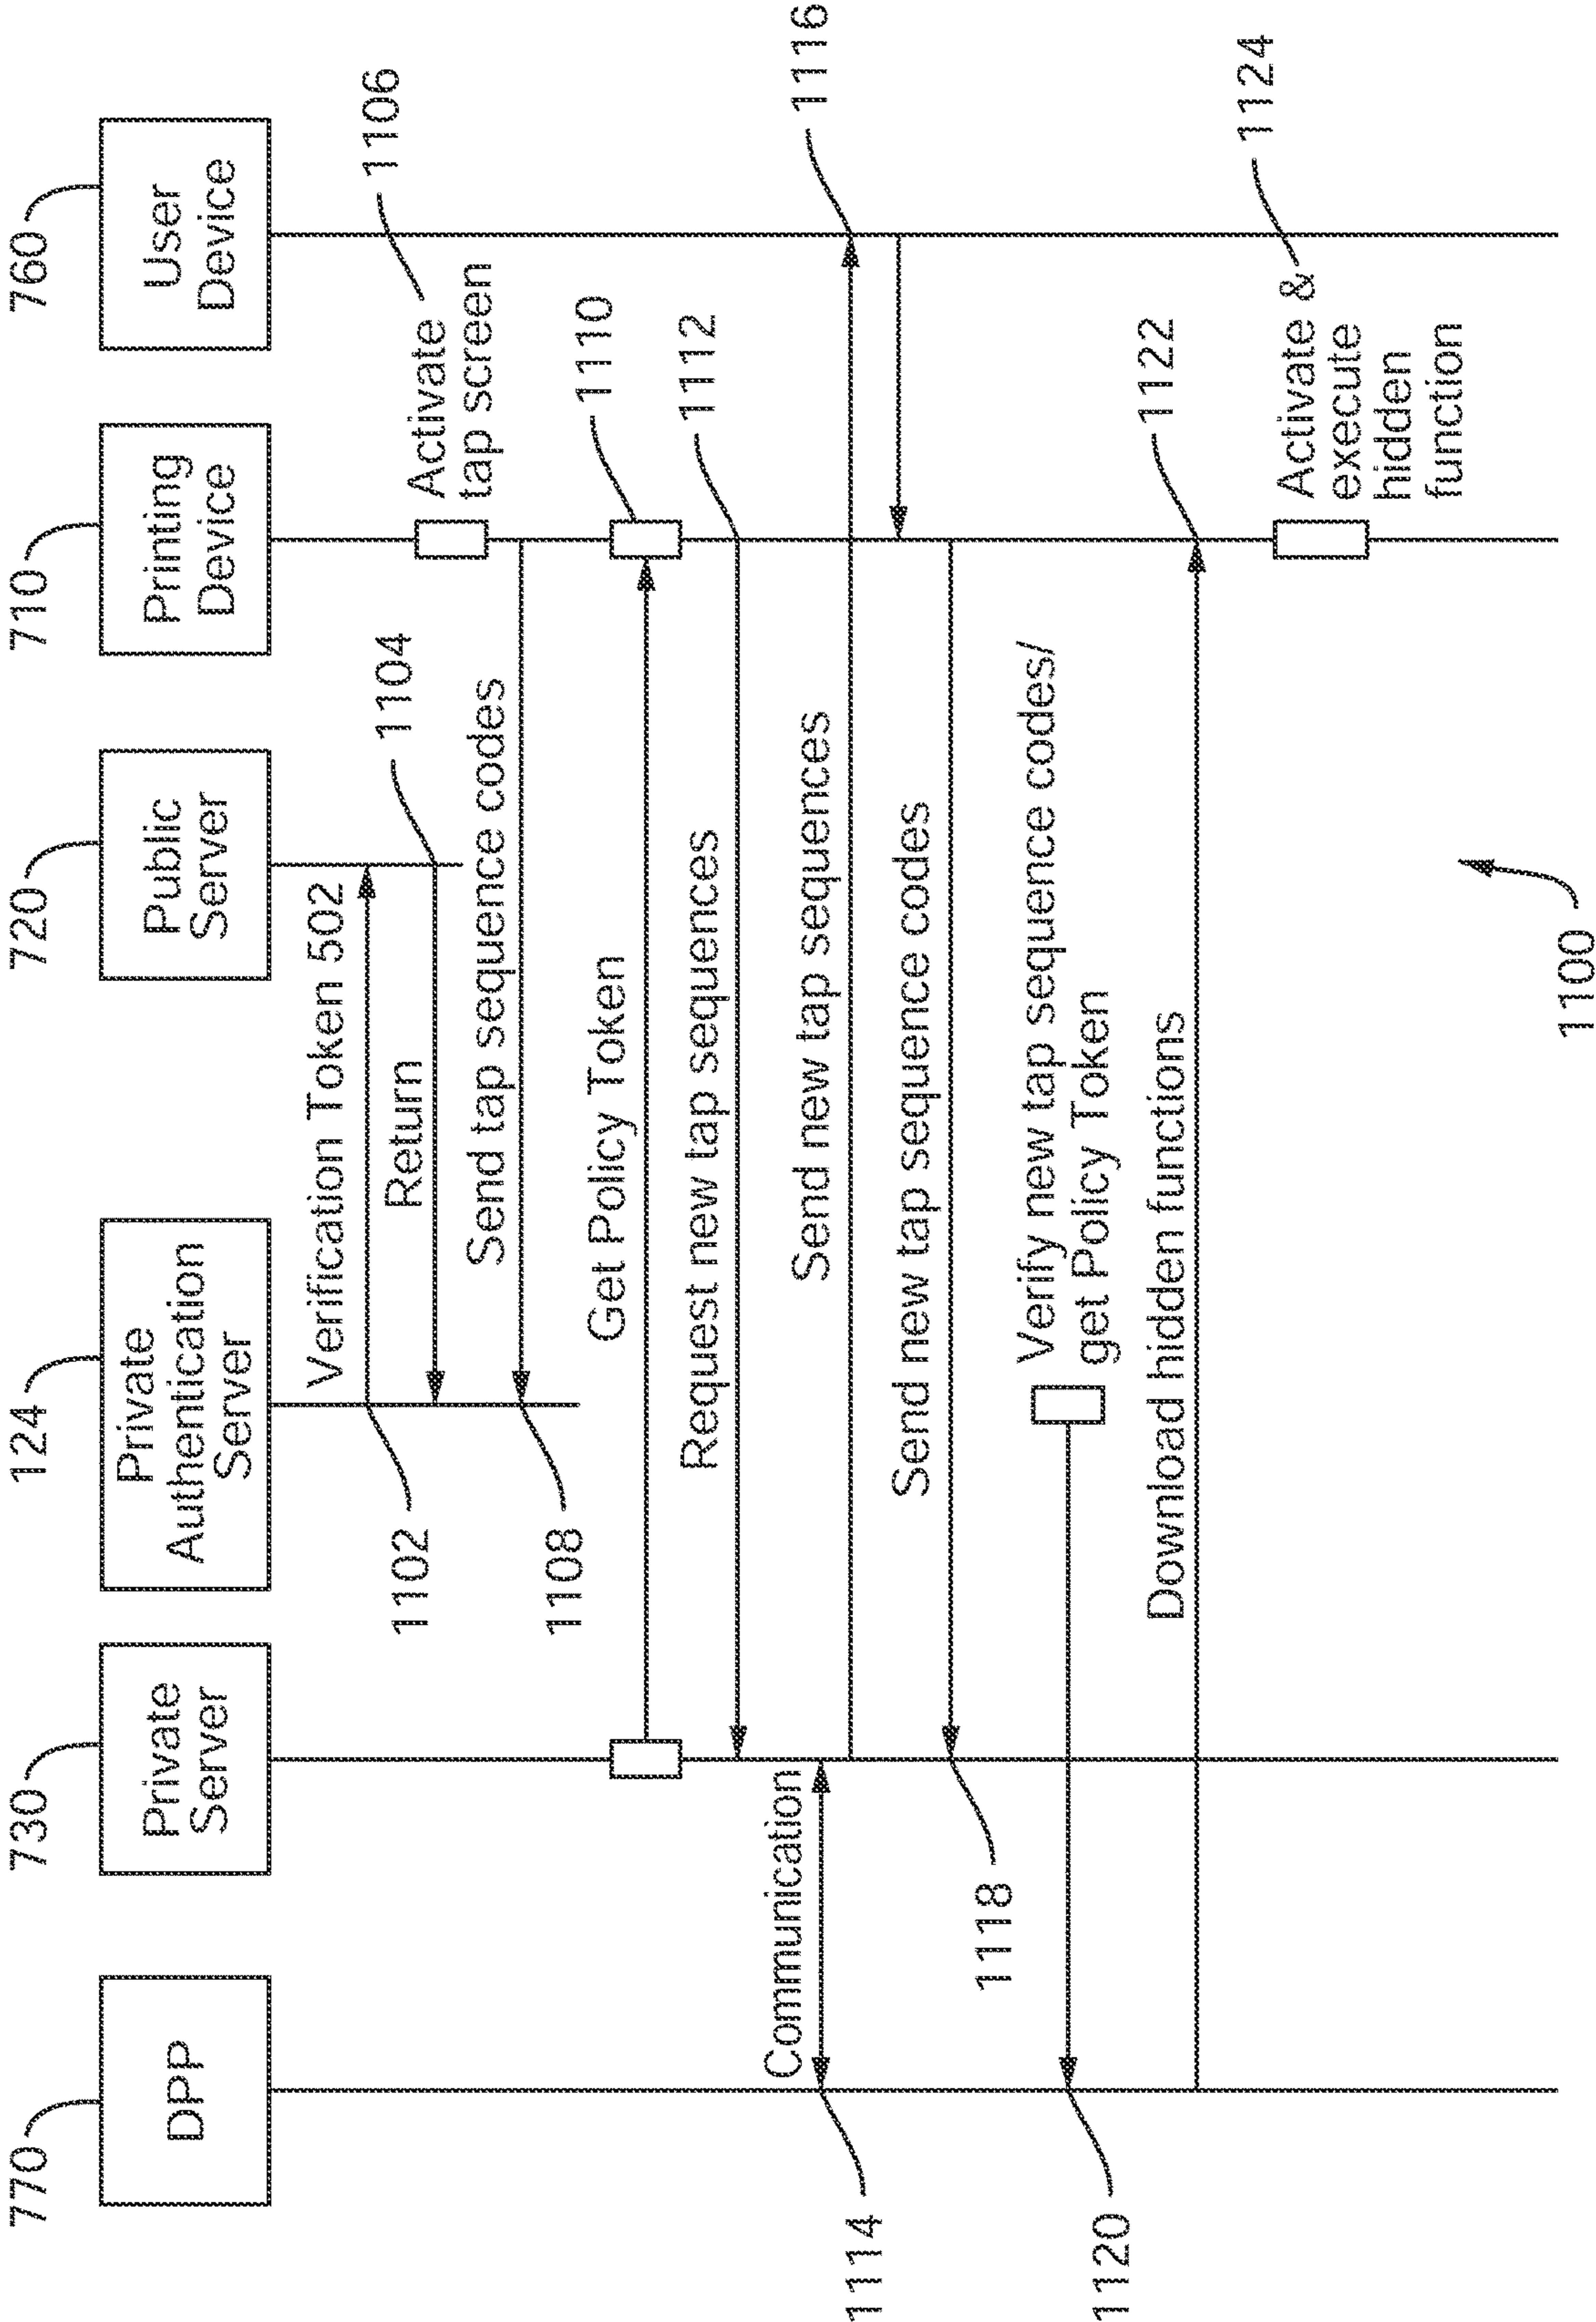 770
730
124
720
710
760
DPP
Private
Server
Private
Authentication
Server
Public
Server
Printing
Device
User
Device
1102
Verification Token 502
1104
Return
Activate
tap screen
1106
1108
Send tap sequence codes
Get Policy Token
1110
Request new tap sequences
1112
Communication
1114
Send new tap sequences
1116
Send new tap sequence codes
1118
Verify new tap sequence codes/
get Policy Token
1120
Download hidden functions
1122
Activate &
execute
hidden
function
1124
1100